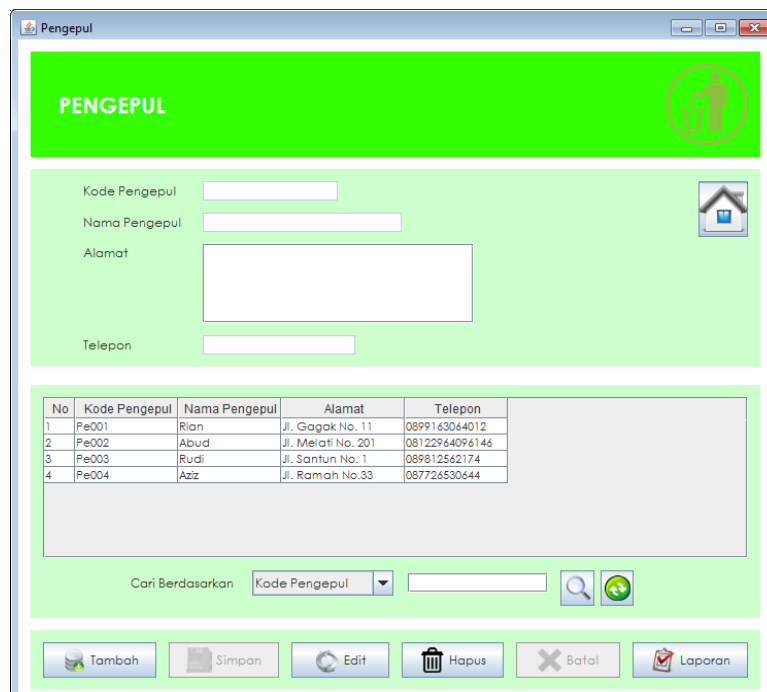 Pengepul
PENGEPUL
Kode Pengepul
Nama Pengepul
Alamat
Telepon
No Kode Pengepul Nama Pengepul Alamat Telepon
1 Pe001 Rian Jl. Gagak No. 11 0899163064012
2 Pe002 Abud Jl. Melati No. 201 08122964096146
3 Pe003 Rudi Jl. Santun No. 1 089812562174
4 Pe004 Aziz Jl. Ramah No.33 087726530644
Cari Berdasarkan Kode Pengepul
Tambah Simpan Edit Hapus Batal Laporan